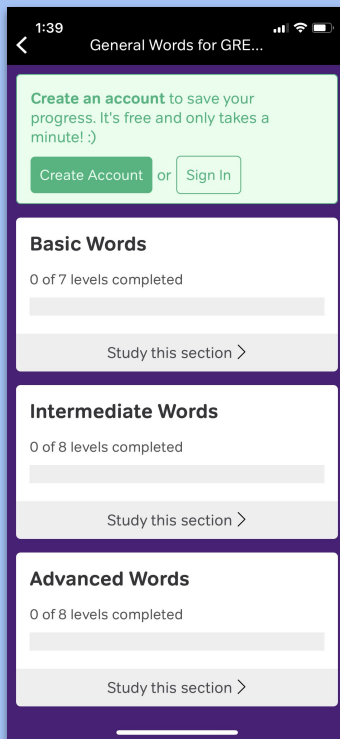 1:39
General Words for GRE...
Create an account to save your
progress. It's free and only takes a
minute! :)
Create Account or Sign In
Basic Words
0 of 7 levels completed
Study this section
Intermediate Words
0 of 8 levels completed
Study this section
Advanced Words
0 of 8 levels completed
Study this section